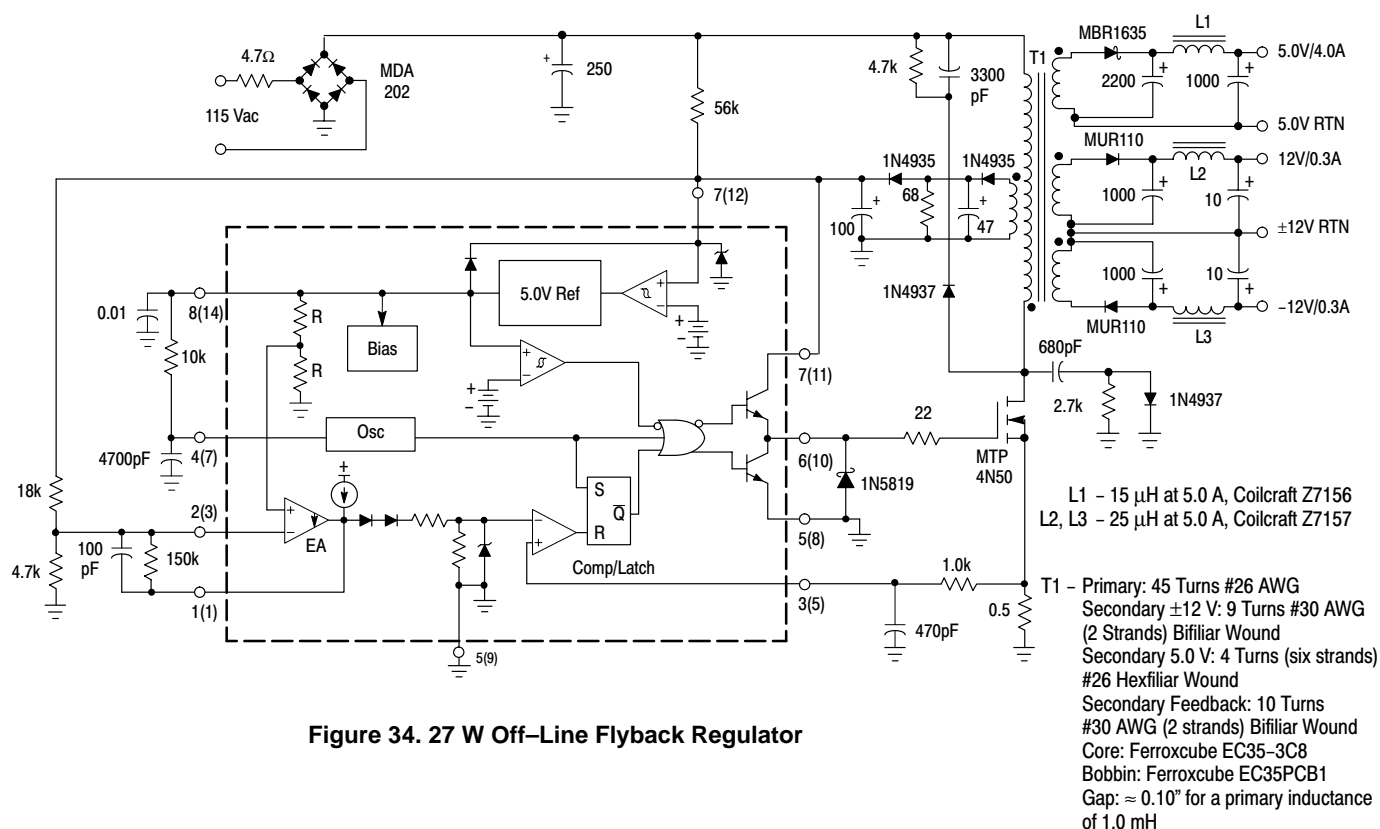 4.7Ω
MDA
202
115 Vac
250
56k
4.7k
3300
pF
T1
MBR1635
L1
5.0V/4.0A
2200
1000
5.0V RTN
MUR110
12V/0.3A
L2
1000
10
±12V RTN
1000
10
MUR110
L3
–12V/0.3A
1N4935
1N4935
68
100
47
1N4937
7(12)
0.01
8(14)
5.0V Ref
R
R
Bias
10k
7(11)
680pF
2.7k
1N4937
Osc
4700pF
4(7)
22
6(10)
MTP
4N50
1N5819
18k
S
Q
R
2(3)
EA
5(8)
100
pF
150k
4.7k
Comp/Latch
1.0k
1(1)
3(5)
470pF
0.5
5(9)
L1 – 15 μH at 5.0 A, Coilcraft Z7156
L2, L3 – 25 μH at 5.0 A, Coilcraft Z7157
T1 – Primary: 45 Turns #26 AWG
Secondary ±12 V: 9 Turns #30 AWG
(2 Strands) Bifiliar Wound
Secondary 5.0 V: 4 Turns (six strands)
#26 Hexfiliar Wound
Secondary Feedback: 10 Turns
#30 AWG (2 strands) Bifiliar Wound
Core: Ferroxcube EC35–3C8
Bobbin: Ferroxcube EC35PCB1
Gap: ≈ 0.10" for a primary inductance
of 1.0 mH
Figure 34. 27 W Off–Line Flyback Regulator